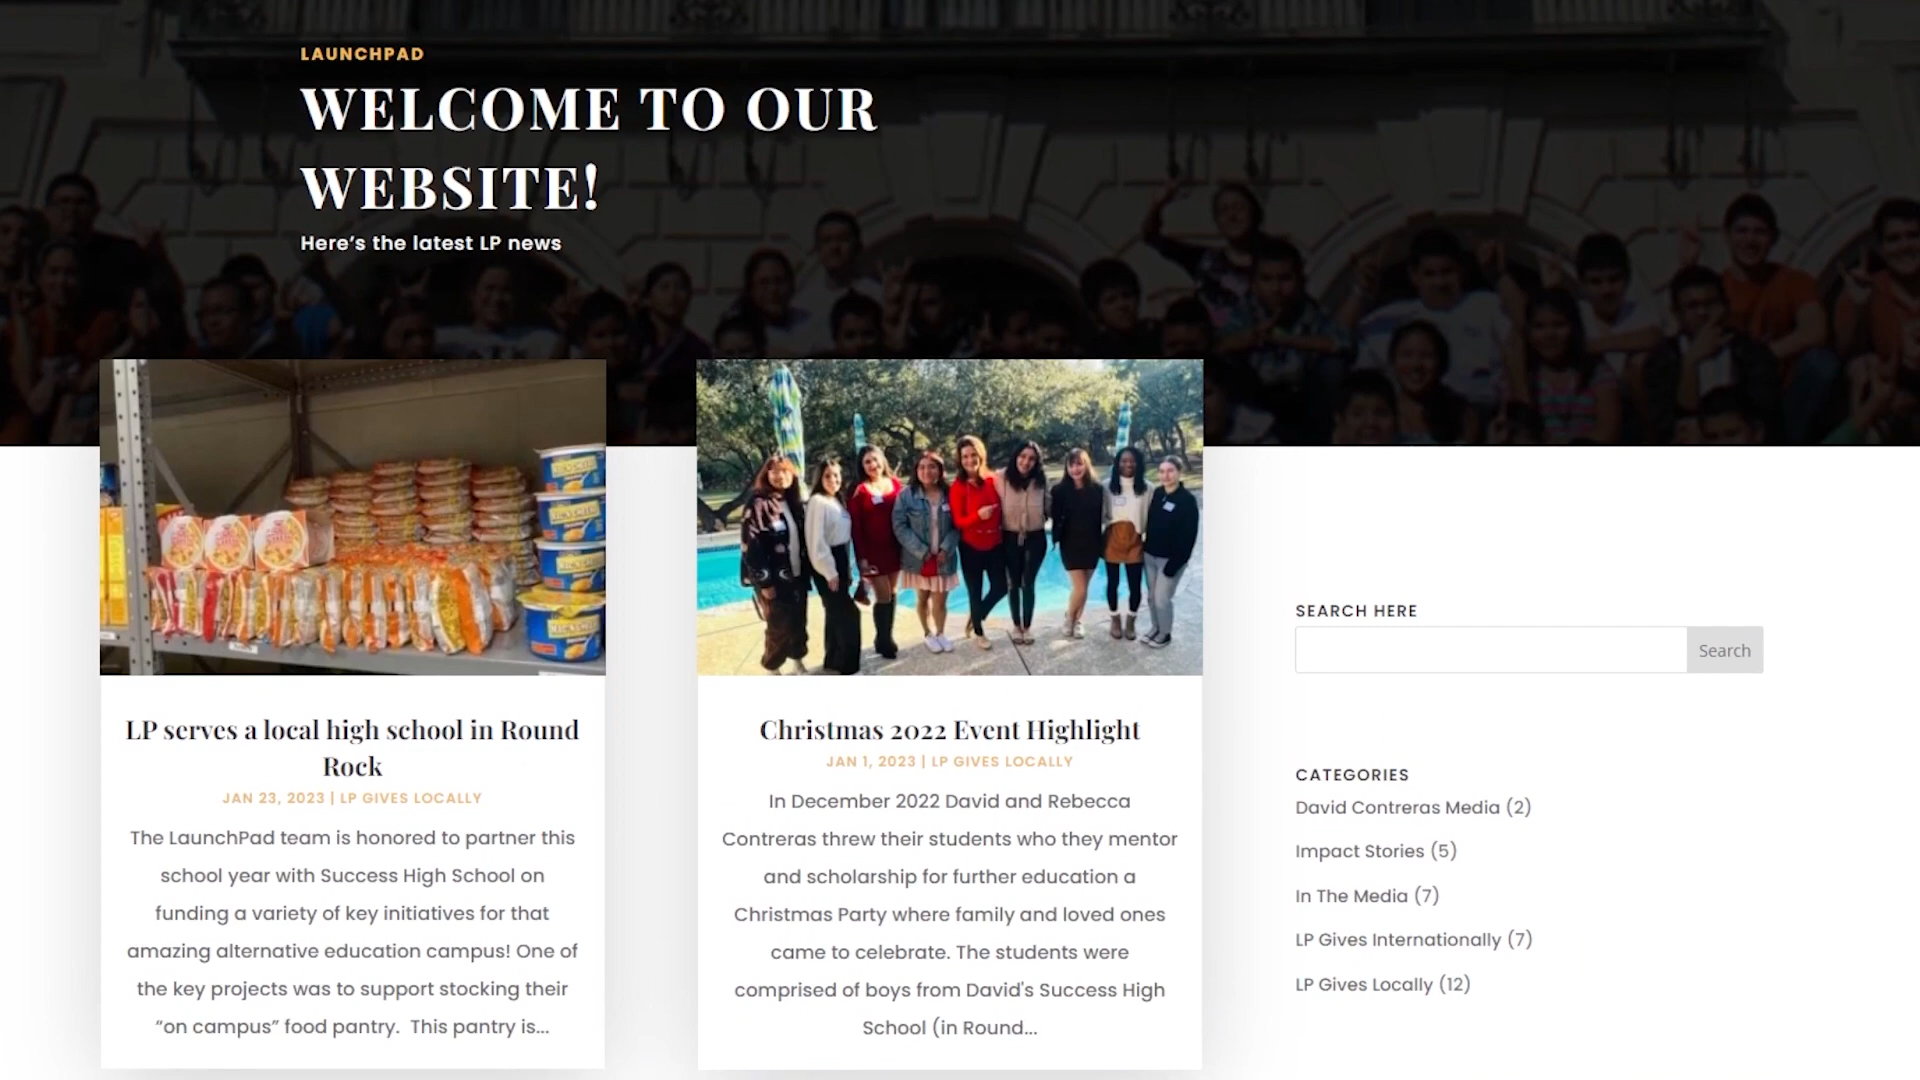 LAUNCHPAD
WELCOME TO OUR
WEBSITE!
Here's the latest LP news
LP serves a local high school in Round
Rock
JAN 23, 2023 | LP GIVES LOCALLY
The LaunchPad team is honored to partner this
school year with Success High School on
funding a variety of key initiatives for that
amazing alternative education campus! One of
the key projects was to support stocking their
“on campus” food pantry.  This pantry is...
Christmas 2022 Event Highlight
JAN 1, 2023 | LP GIVES LOCALLY
In December 2022 David and Rebecca
Contreras threw their students who they mentor
and scholarship for further education a
Christmas Party where family and loved ones
came to celebrate. The students were
comprised of boys from David's Success High
School (in Round...
SEARCH HERE
Search
CATEGORIES
David Contreras Media (2)
Impact Stories (5)
In The Media (7)
LP Gives Internationally (7)
LP Gives Locally (12)